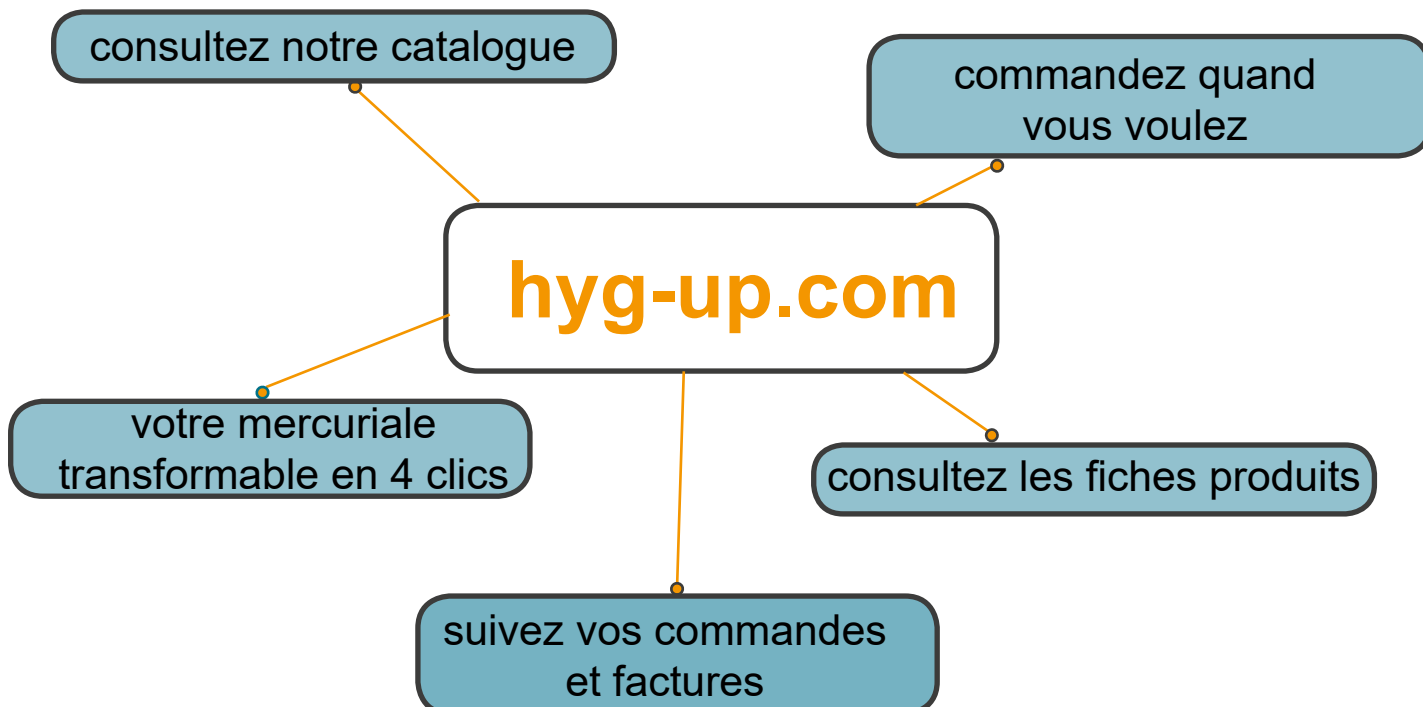 consultez notre catalogue
commandez quand
vous voulez
hyg-up.com
votre mercuriale
transformable en 4 clics
consultez les fiches produits
suivez vos commandes
et factures